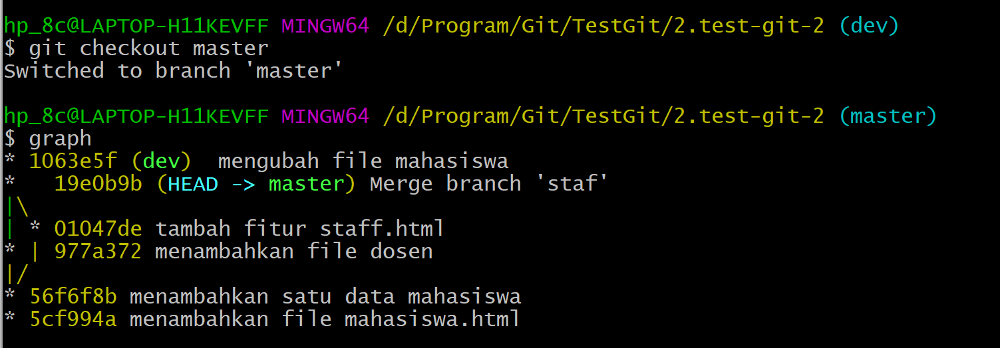 hp_8c@LAPTOP-H11KEVFF MINGW64 /d/Program/Git/TestGit/2.test-git-2 (dev)
$ git checkout master
Switched to branch 'master'
hp_8c@LAPTOP-H11KEVFF MINGW64 /d/Program/Git/TestGit/2.test-git-2 (master)
$ graph
* 1063e5f (dev)  mengubah file mahasiswa
*   19e0b9b (HEAD -> master) Merge branch 'staf'
|\
| * 01047de tambah fitur staff.html
* | 977a372 menambahkan file dosen
|/
* 56f6f8b menambahkan satu data mahasiswa
* 5cf994a menambahkan file mahasiswa.html